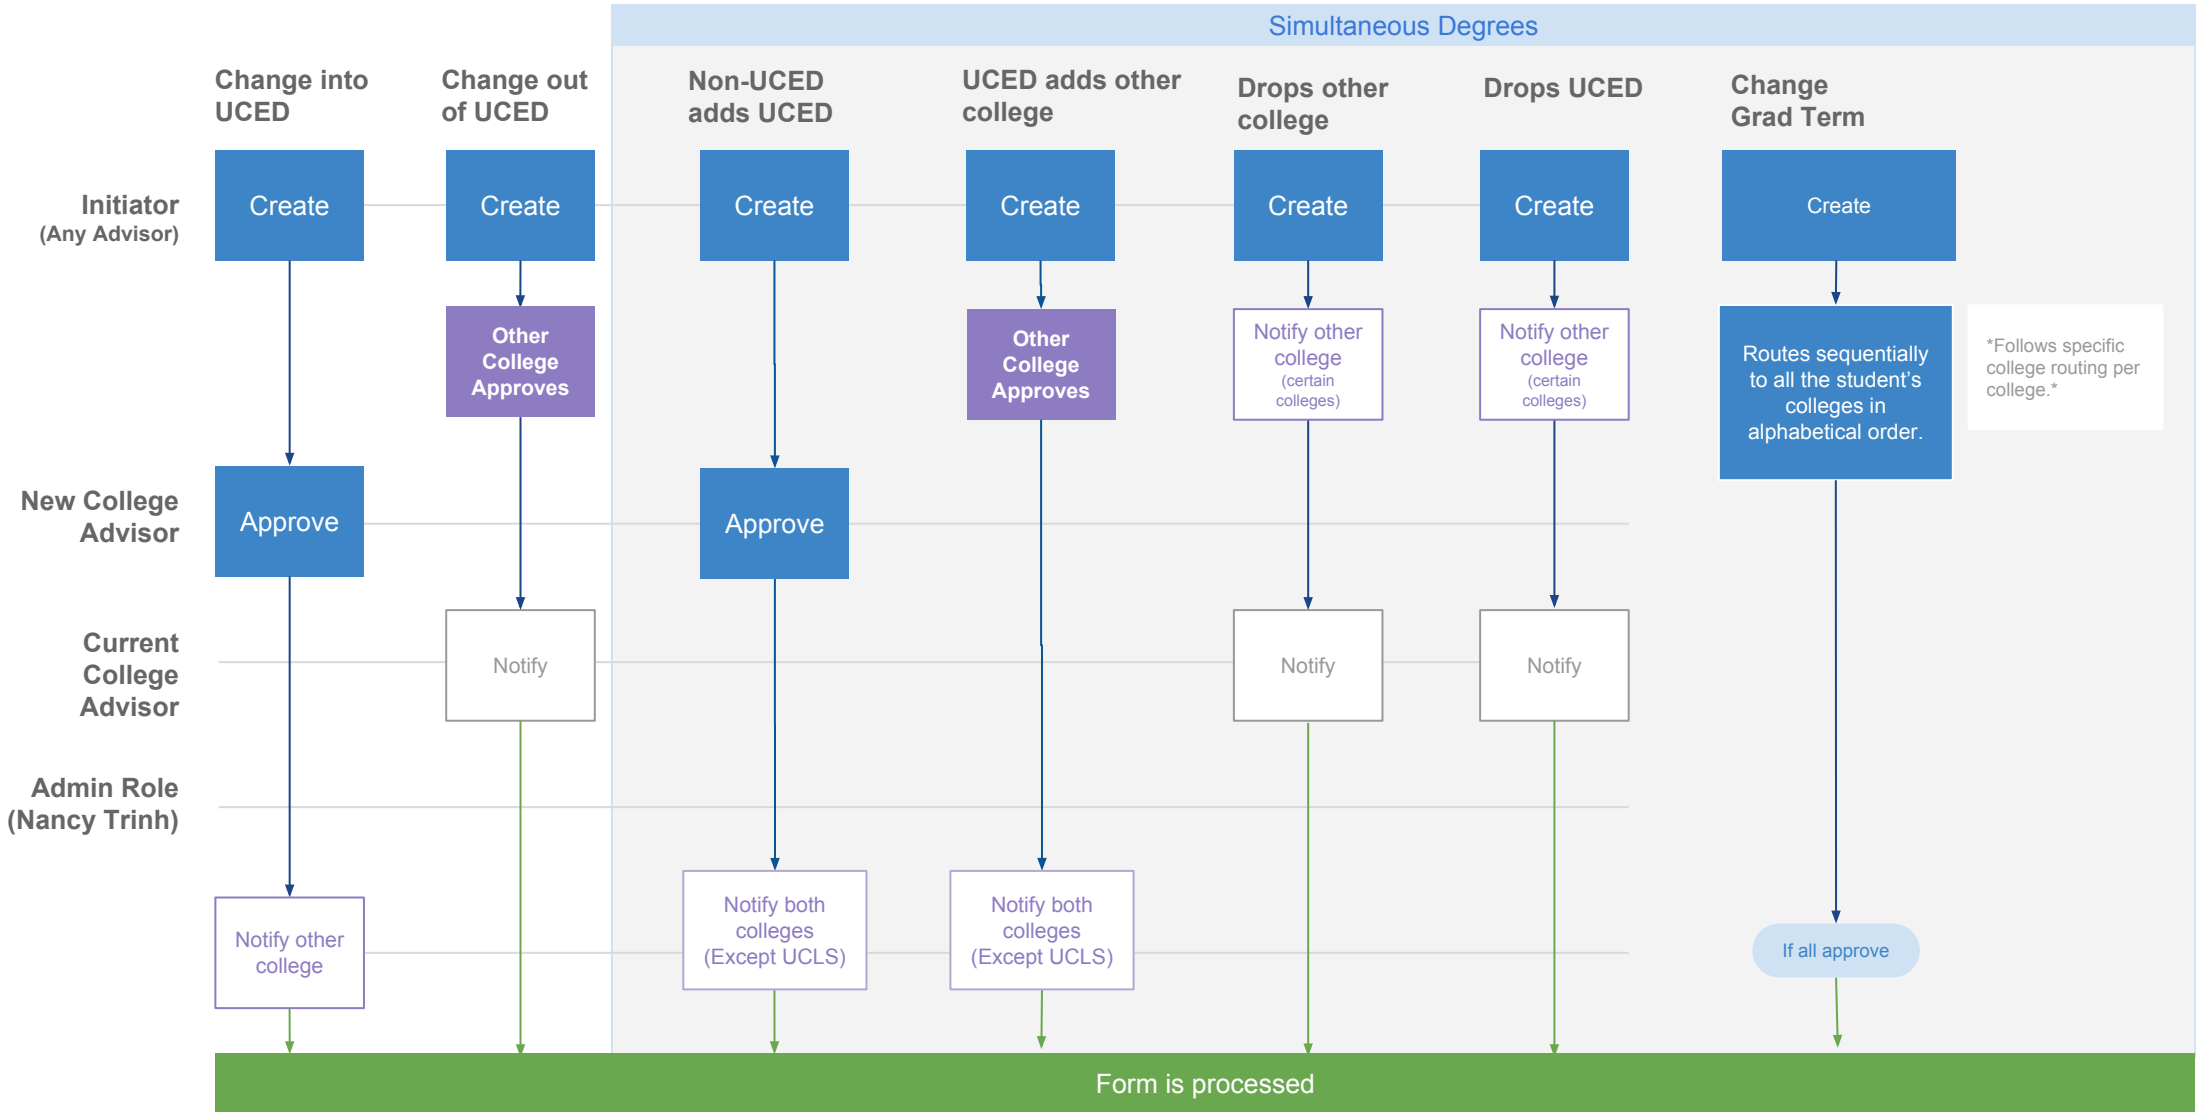 Simultaneous Degrees
Change into
UCED
Change out
of UCED
Non-UCED
adds UCED
UCED adds other
college
Drops other
college
Drops UCED
Change
Grad Term
Initiator
(Any Advisor)
Create
Create
Create
Create
Create
Create
Create
Other
College
Approves
Other
College
Approves
Notify other
college
(certain
colleges)
Notify other
college
(certain
colleges)
Routes sequentially
to all the student’s
colleges in
alphabetical order.
*Follows specific
college routing per
college.*
New College
Advisor
Approve
Approve
Current
College
Advisor
Notify
Notify
Notify
Admin Role
(Nancy Trinh)
Notify other
college
Notify both
colleges
(Except UCLS)
Notify both
colleges
(Except UCLS)
If all approve
Form is processed